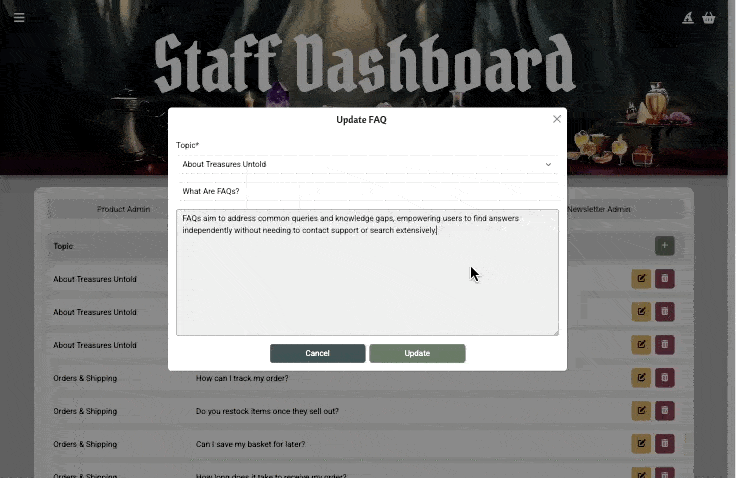 Staff Dashboard
Update FAQ
Topic*
About Treasures Untold
What Are FAQs?
FAQs aim to address common queries and knowledge gaps, empowering users to find answers
independently without needing to contact support or search extensively.
Cancel
Update
Product Admin
Newsletter Admin
Topic
About Treasures Untold
About Treasures Untold
About Treasures Untold
Orders & Shipping
How can I track my order?
Orders & Shipping
Do you restock items once they sell out?
Orders & Shipping
Can I save my basket for later?
Orders & Shipping
How long does it take to receive my order?